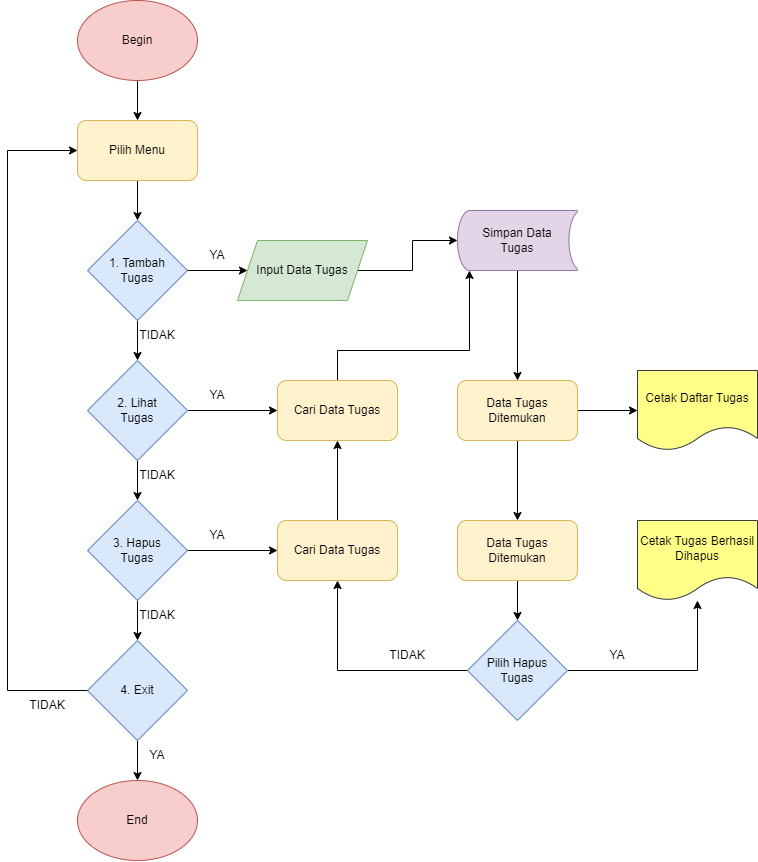 Begin
Pilih Menu
1. Tambah
Tugas
YA
Input Data Tugas
Simpan Data
Tugas
TIDAK
2. Lihat
Tugas
YA
Cari Data Tugas
Data Tugas
Ditemukan
Cetak Daftar Tugas
TIDAK
3. Hapus
Tugas
YA
Cari Data Tugas
Data Tugas
Ditemukan
Cetak Tugas Berhasil
Dihapus
TIDAK
4. Exit
TIDAK
Pilih Hapus
Tugas
YA
TIDAK
YA
End